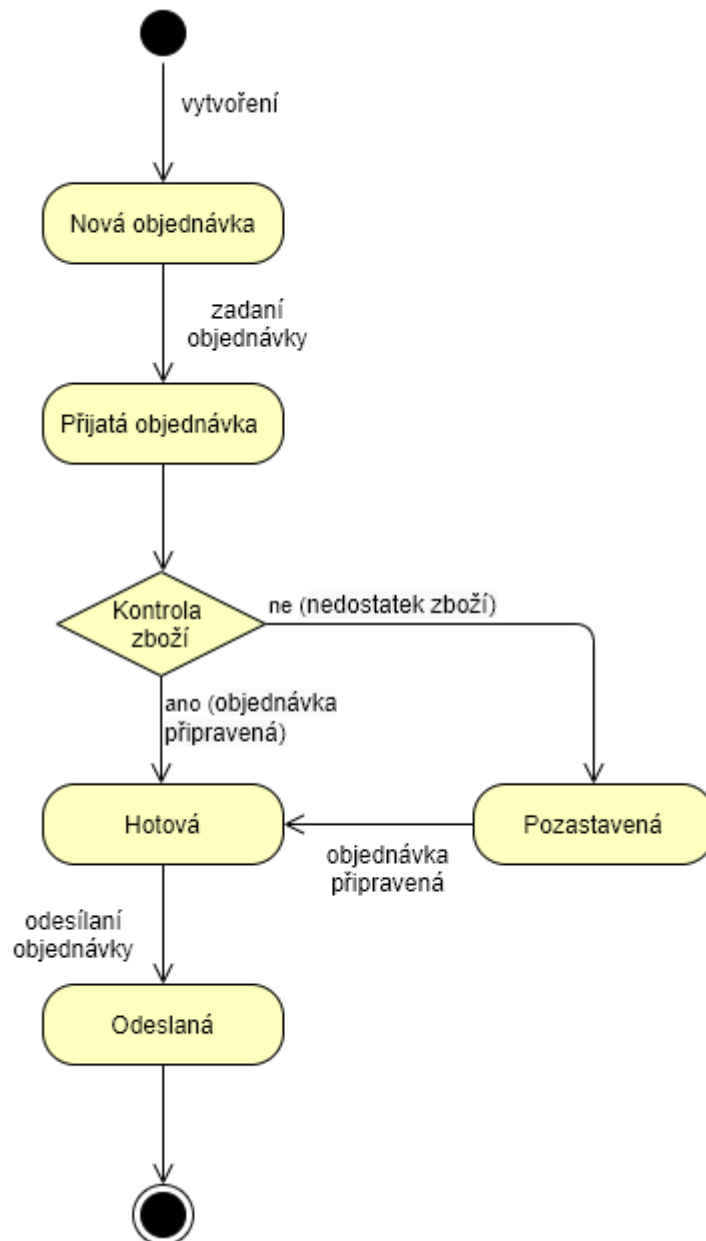 vytvoření
Nová objednávka
zadaní
objednávky
Přijatá objednávka
Kontrola
zboží
ne (nedostatek zboží)
ano (objednávka
připravená)
Hotová
Pozastavená
objednávka
připravená
odesílaní
objednávky
Odeslaná